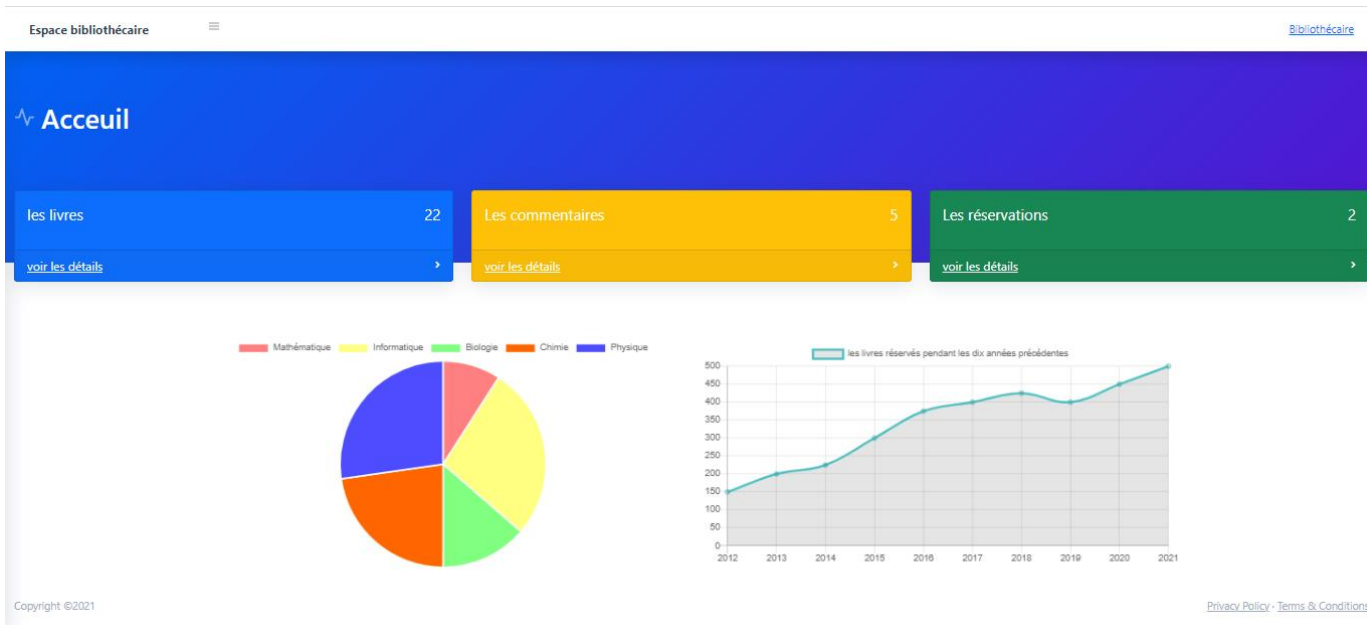 Espace bibliothécaire
Bibliothécaire
Acceuil
les livres 22
voir les détails
Les commentaires 5
voir les détails
Les réservations 2
voir les détails
Mathématique Informatique Biologie Chimie Physique
les livres réservés pendant les dix années précédentes
500
450
400
350
300
250
200
150
100
50
0
2012 2013 2014 2015 2016 2017 2018 2019 2020 2021
Copyright ©2021
Privacy Policy · Terms & Conditions